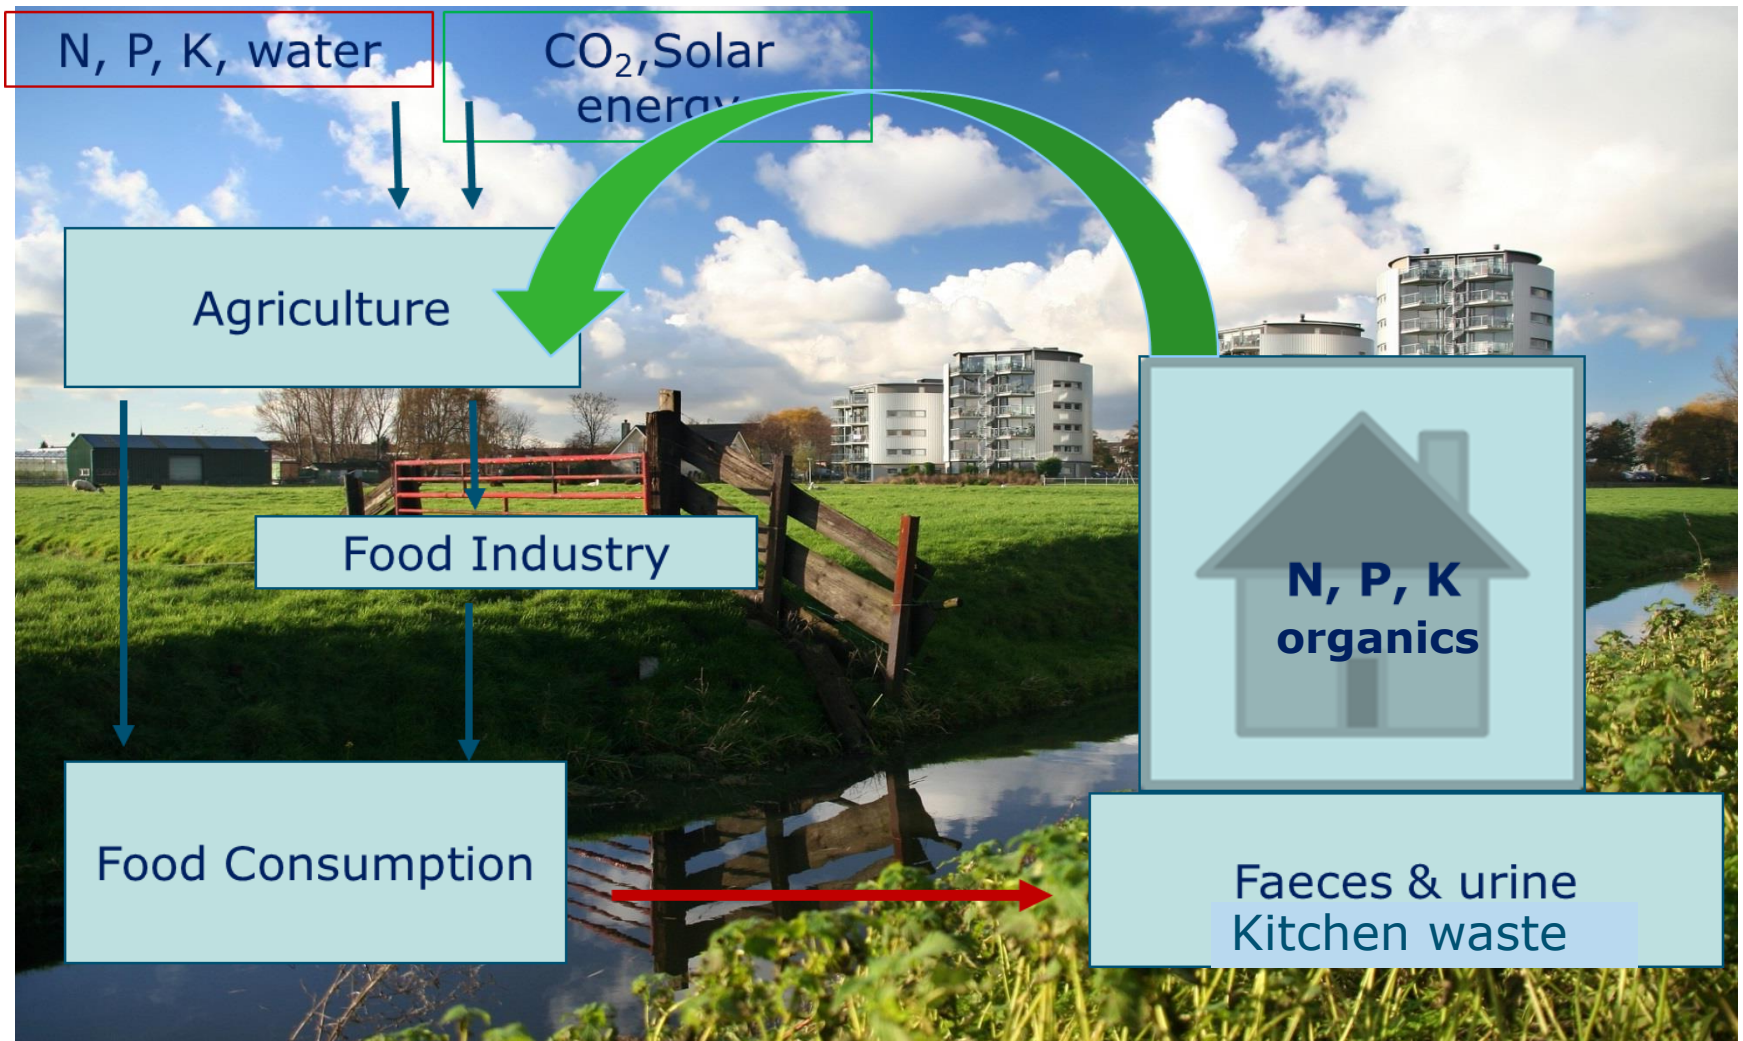 N, P, K, water
CO₂,Solar
energy
Agriculture
Food Industry
N, P, K
organics
Food Consumption
Faeces & urine
Kitchen waste